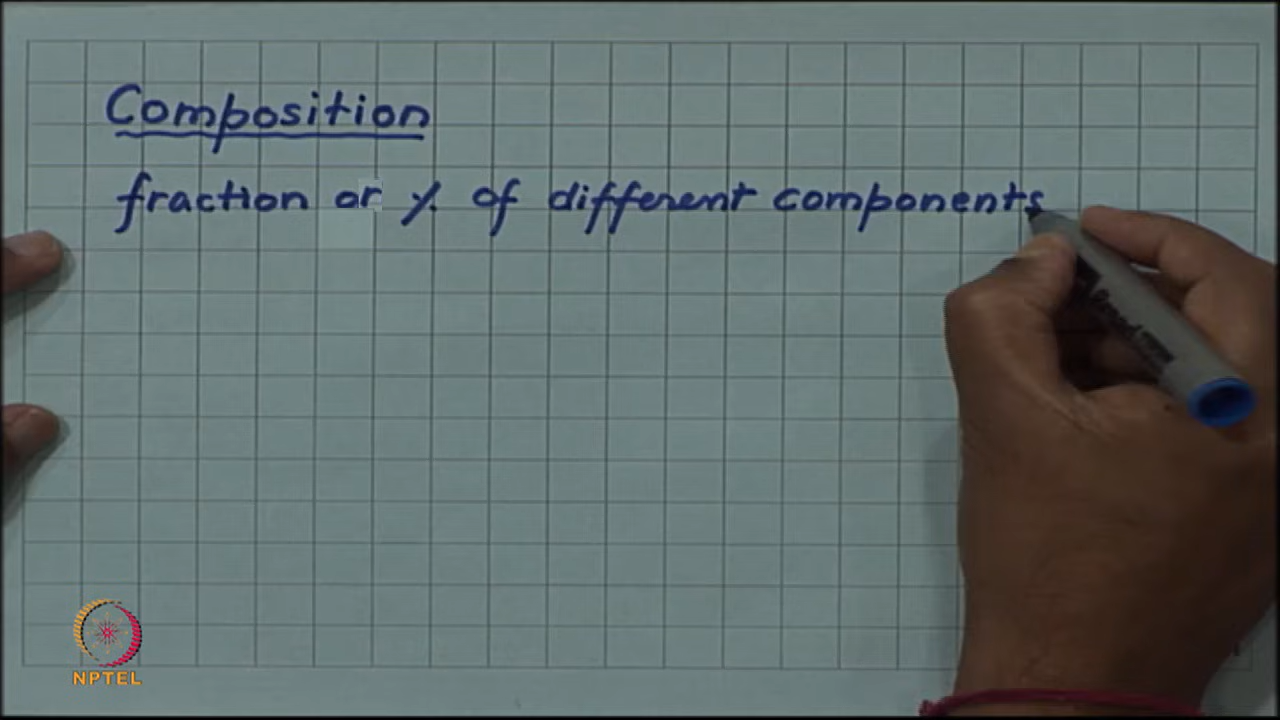 Composition
fraction or % of different components
NPTEL